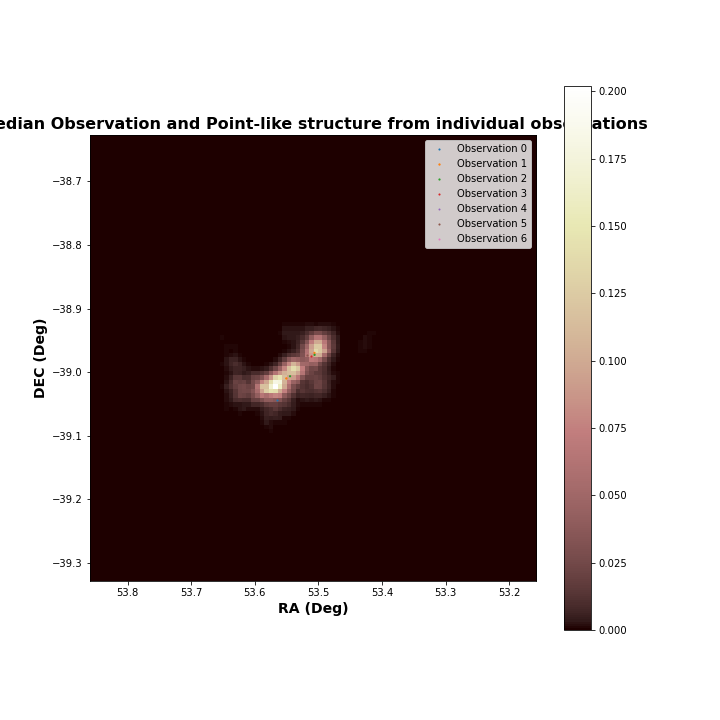 edian Observation and Point-like structure from individual obse ations
Observation 0
Observation 1
Observation 2
Observation 3
Observation 4
Observation 5
Observation 6
0.200
0.175
0.150
0.125
0.100
0.075
0.050
0.025
0.000
−38.7
−38.8
−38.9
−39.0
−39.1
−39.2
−39.3
DEC (Deg)
53.8 53.7 53.6 53.5 53.4 53.3 53.2
RA (Deg)